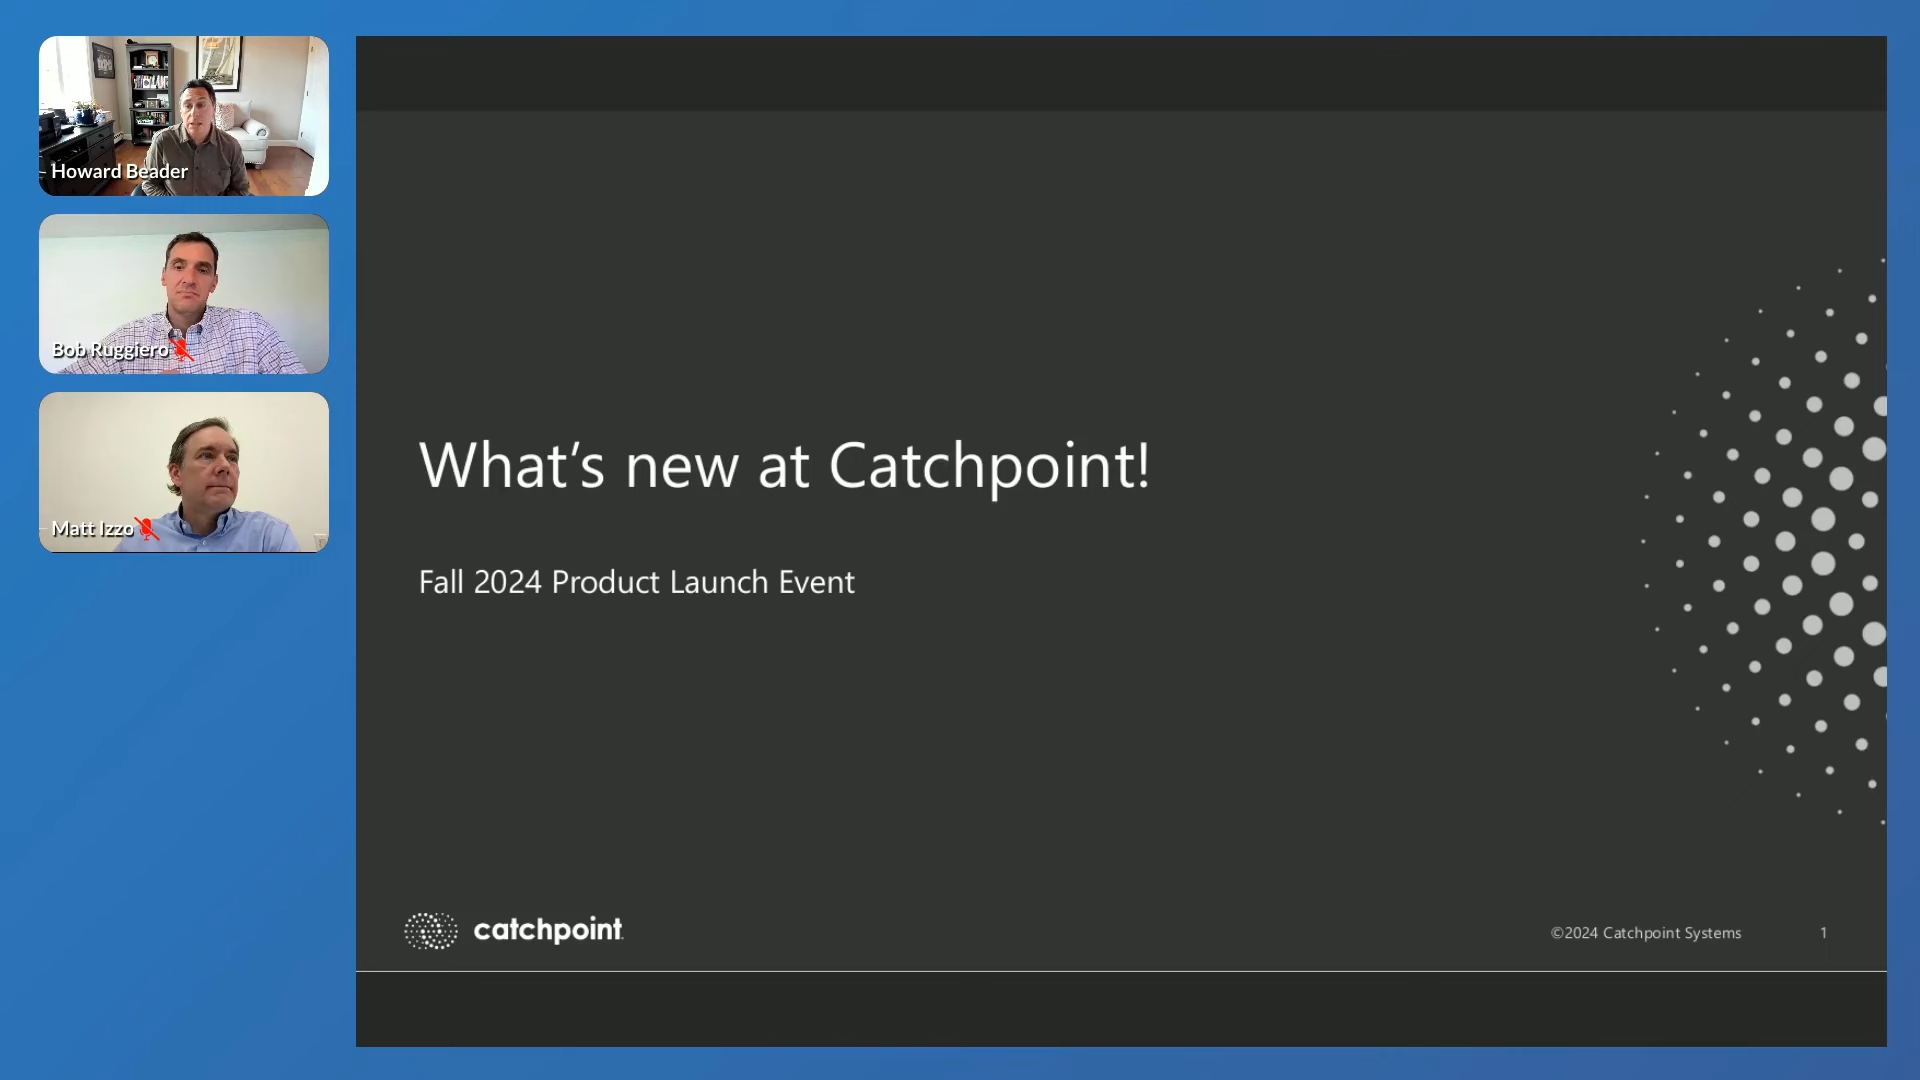 Howard Beader
Bob Ruggiero
Matt Izzo
What's new at Catchpoint!
Fall 2024 Product Launch Event
catchpoint
©2024 Catchpoint Systems
1